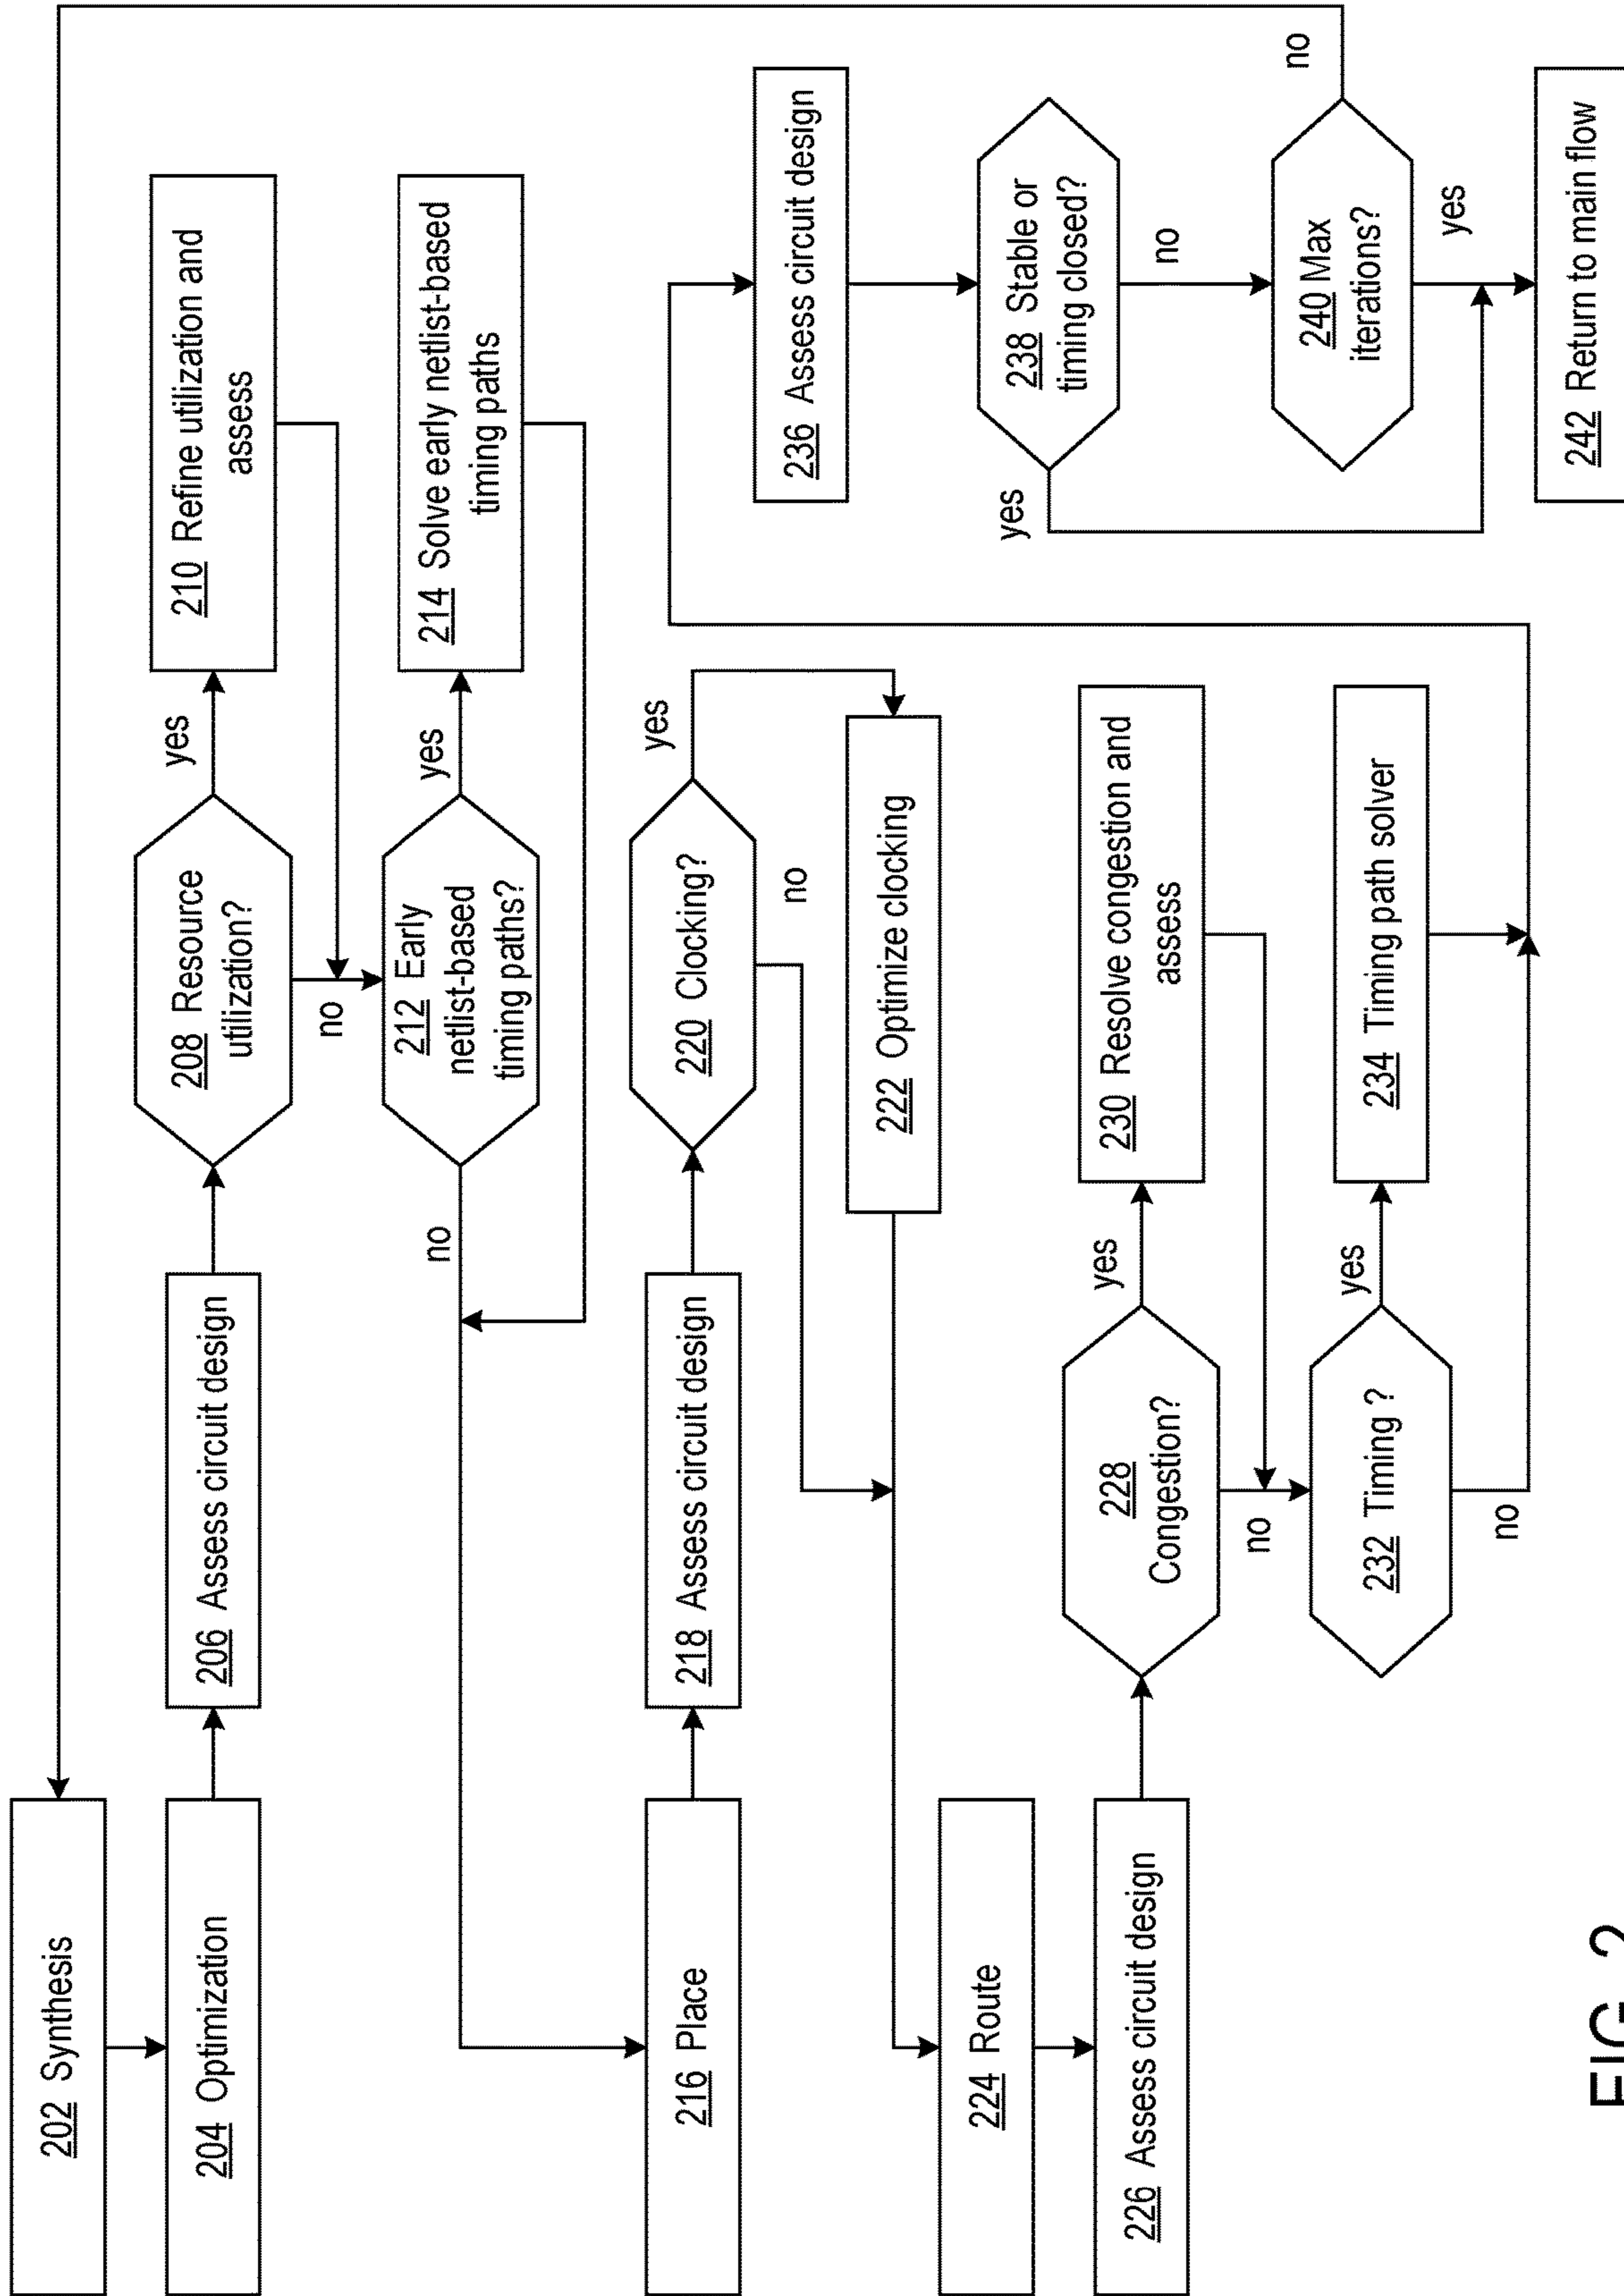 202 Synthesis
204 Optimization
206 Assess circuit design
208 Resource
utilization?
yes
210 Refine utilization and
assess
no
212 Early
netlist-based
timing paths?
yes
214 Solve early netlist-based
timing paths
no
216 Place
218 Assess circuit design
220 Clocking?
yes
no
222 Optimize clocking
224 Route
226 Assess circuit design
228
Congestion?
yes
230 Resolve congestion and
assess
no
232 Timing ?
yes
234 Timing path solver
no
236 Assess circuit design
238 Stable or
timing closed?
yes
no
240 Max
iterations?
no
yes
242 Return to main flow
FIG. 2